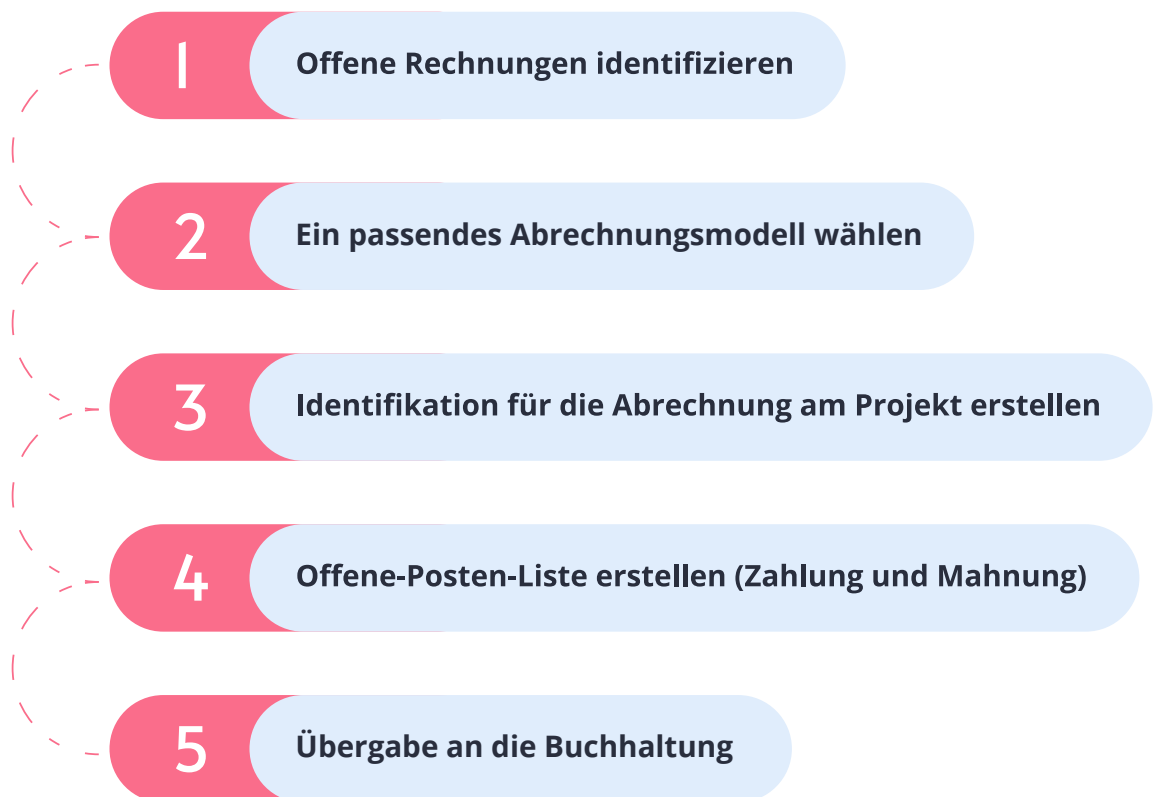 1 Offene Rechnungen identifizieren
2 Ein passendes Abrechnungsmodell wählen
3 Identifikation für die Abrechnung am Projekt erstellen
4 Offene-Posten-Liste erstellen (Zahlung und Mahnung)
5 Übergabe an die Buchhaltung